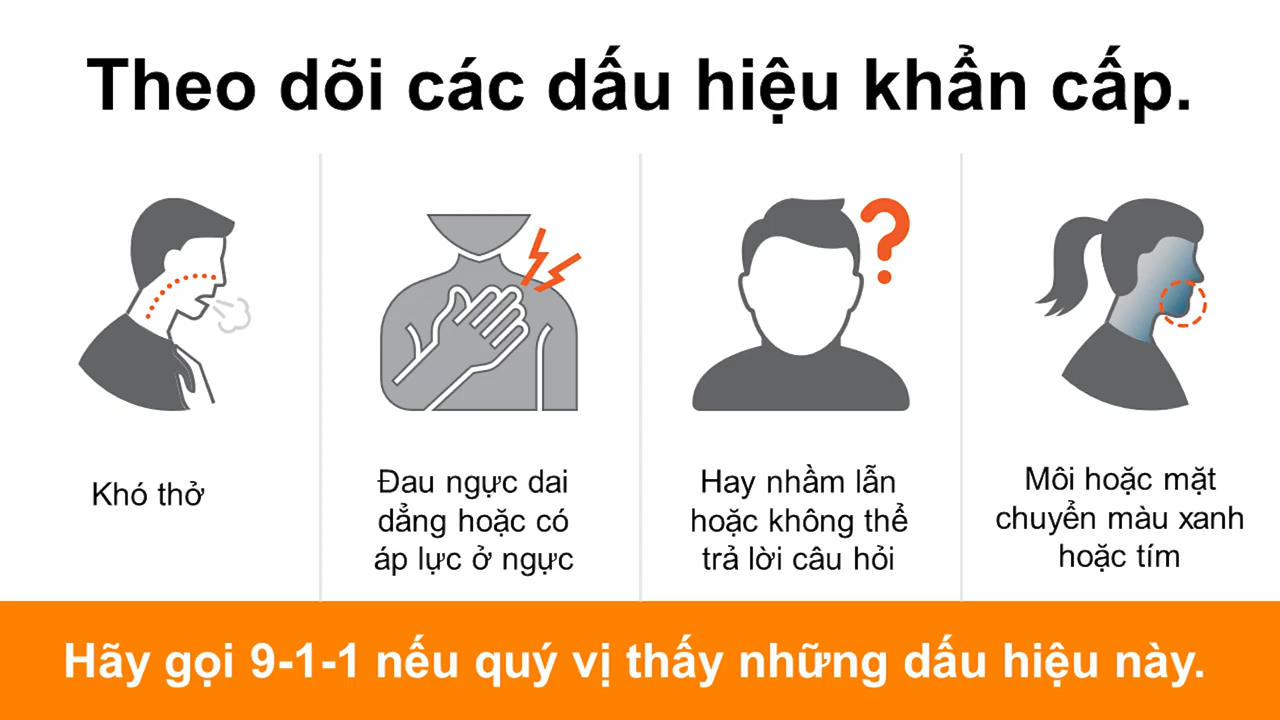 Theo dõi các dấu hiệu khẩn cấp.
Khó thở
Đau ngực dai
dẳng hoặc có
áp lực ở ngực
Hay nhầm lẫn
hoặc không thể
trả lời câu hỏi
Môi hoặc mặt
chuyển màu xanh
hoặc tím
Hãy gọi 9-1-1 nếu quý vị thấy những dấu hiệu này.